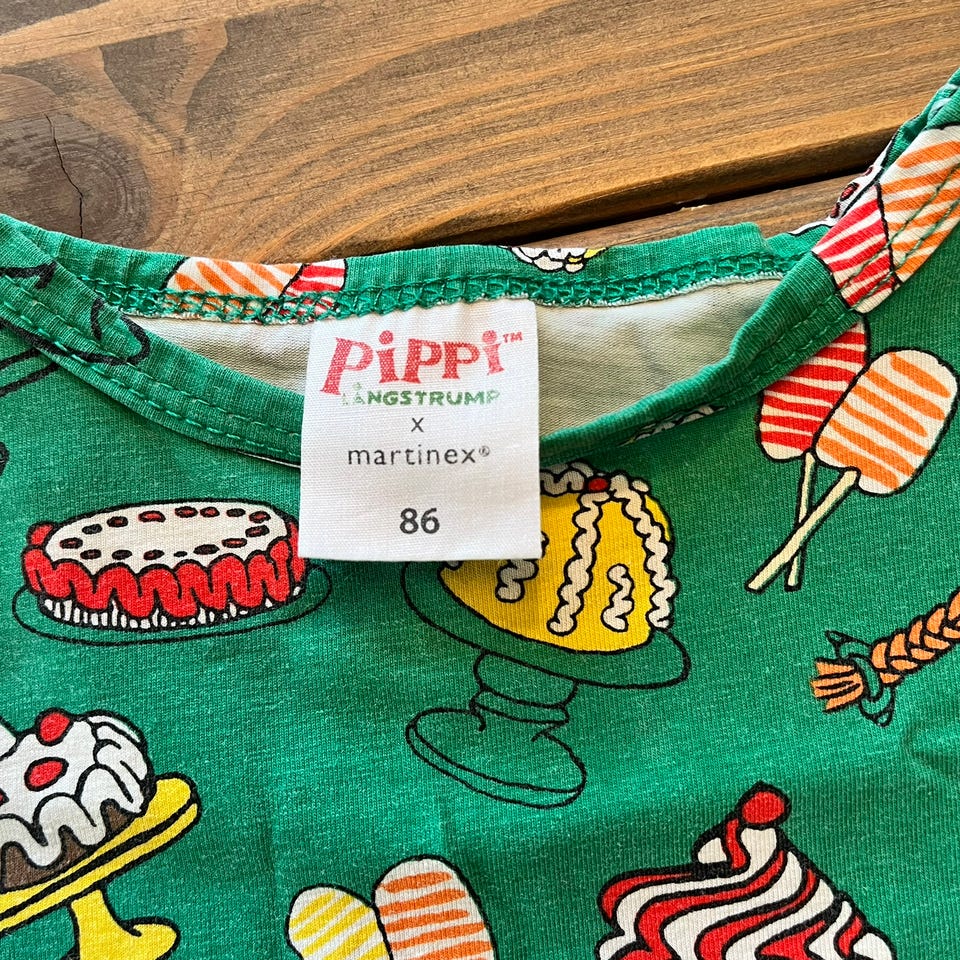 Pippi™
LÅNGSTRUMP
x
martinex®
86